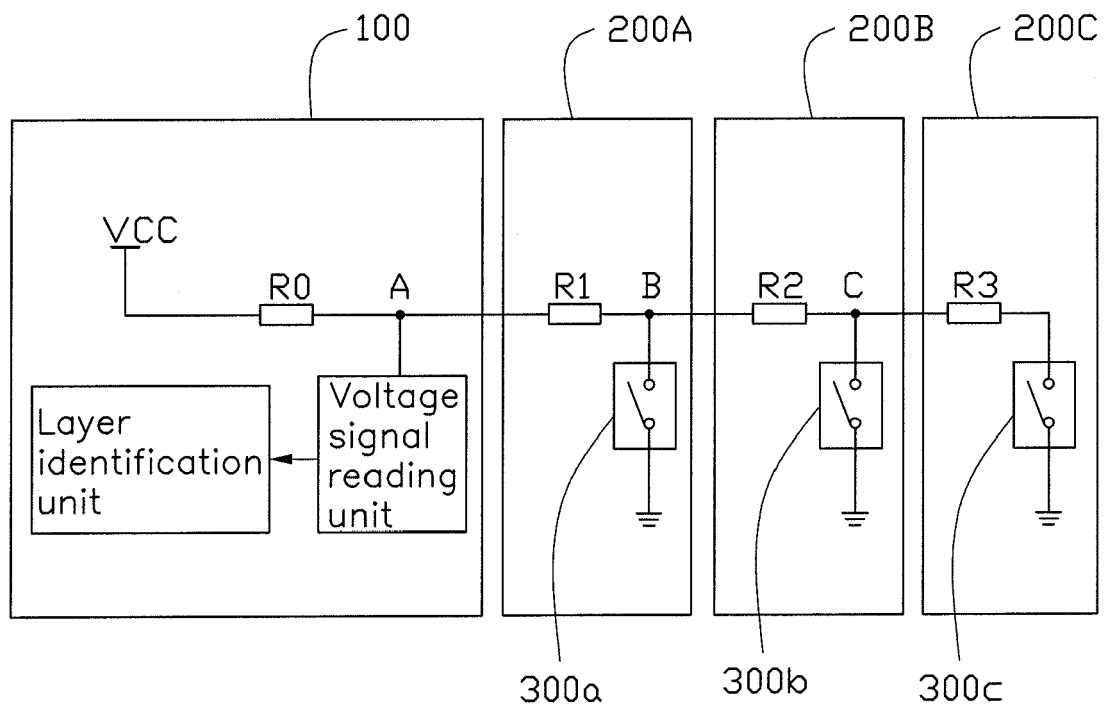 100
200A
200B
200C
VCC
R0
A
R1
B
R2
C
R3
Layer
identification
unit
Voltage
signal
reading
unit
300a
300b
300c